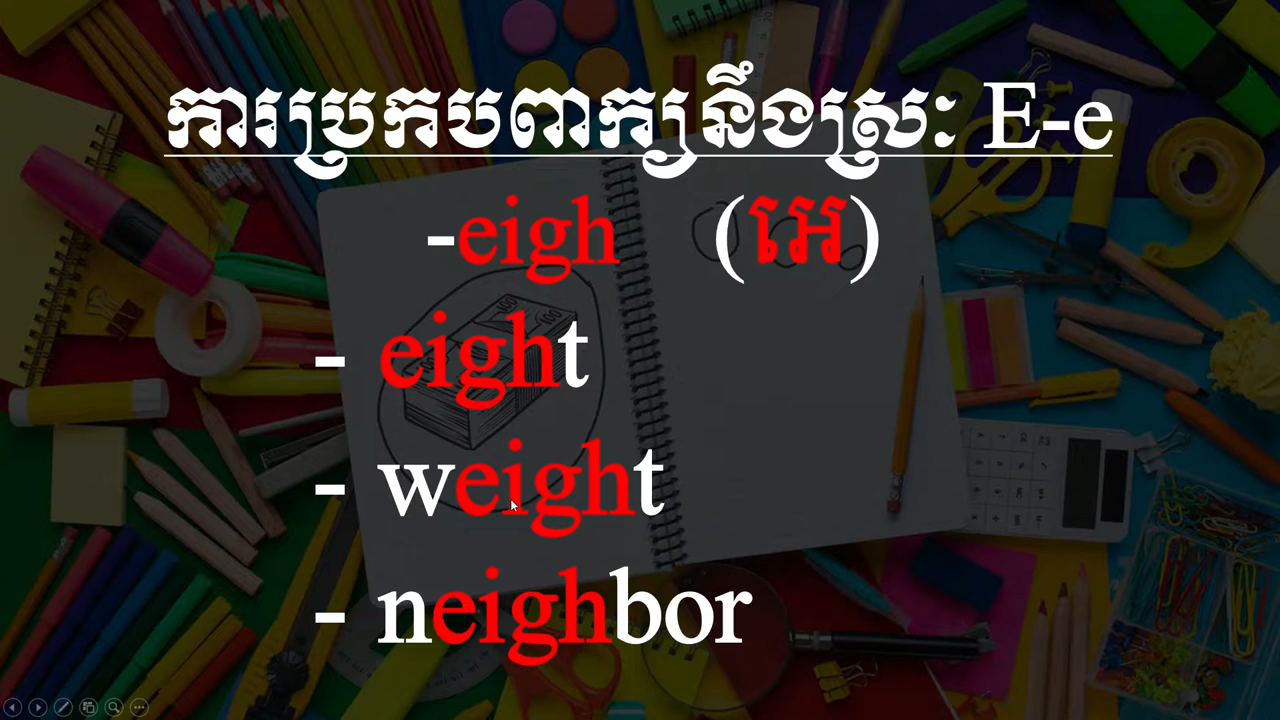 ការប្រកបពាក្យនឹងស្រៈ E-e
-eigh (អេ)
- eight
- weight
- neighbor